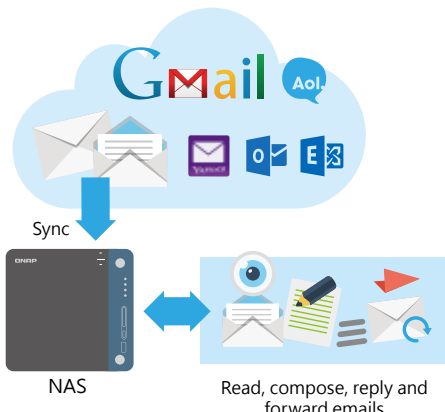 Gmail
Aol.
YAHOO!
O
E
Sync
QNAP
NAS
Read, compose, reply and
forward emails